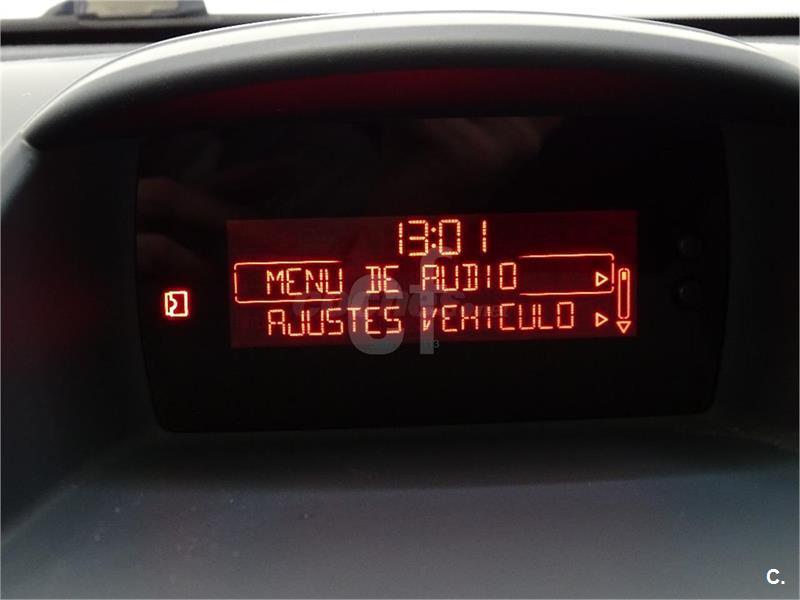 13:01
MENU DE AUDIO
AJUSTES VEHICULO
C.